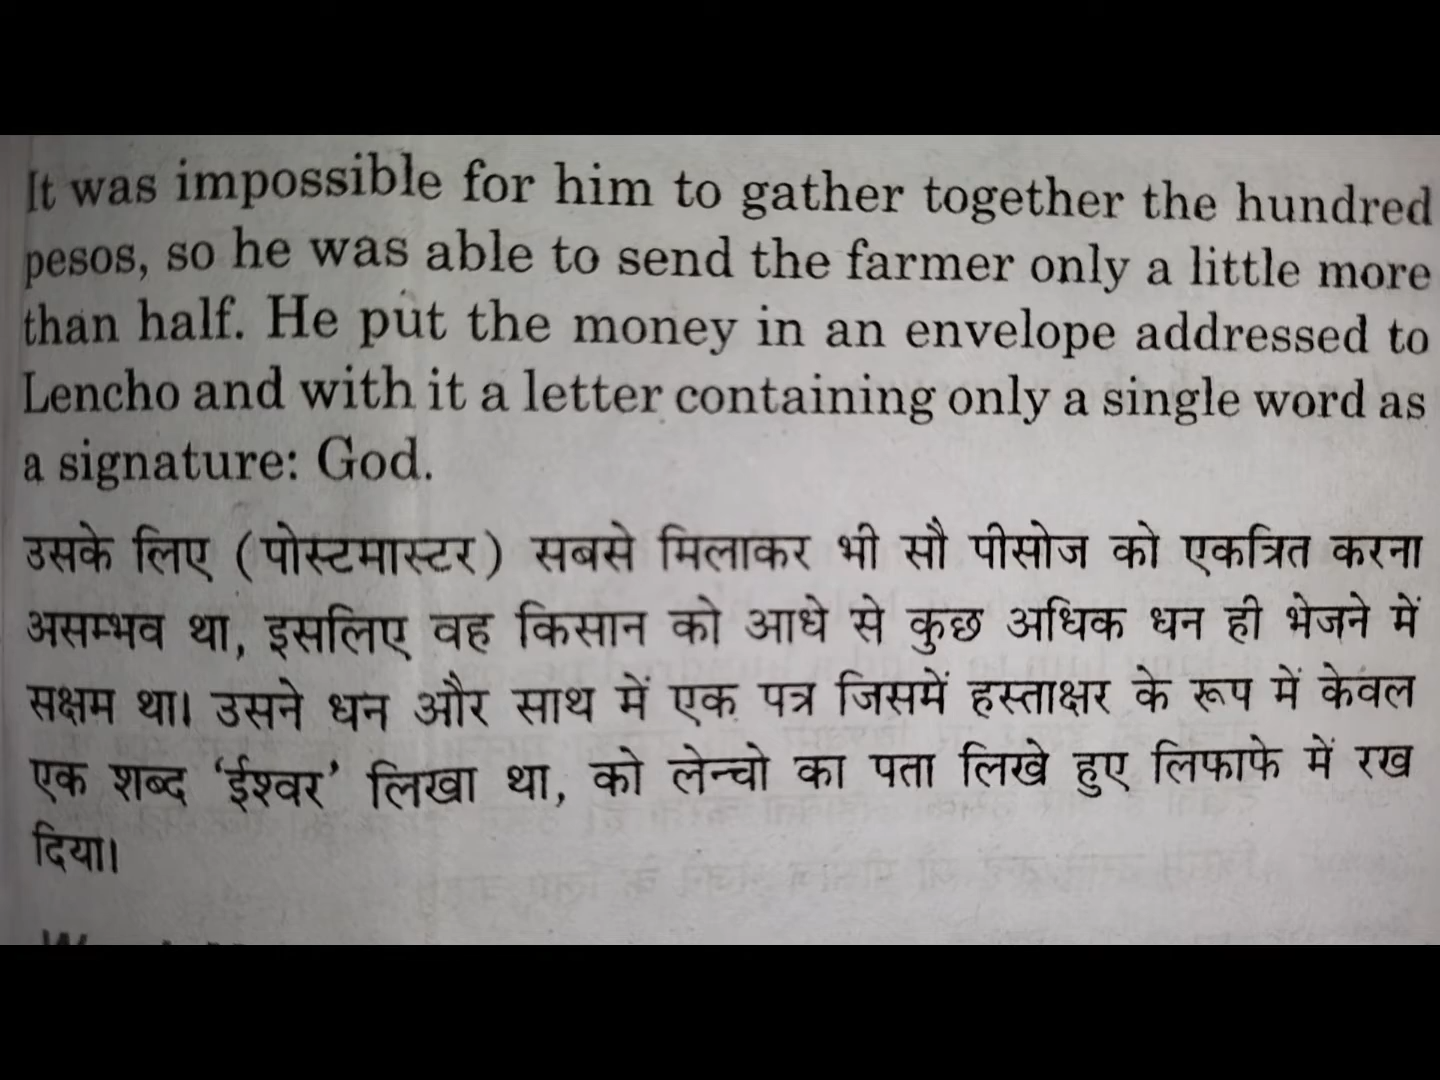 It was impossible for him to gather together the hundred
pesos, so he was able to send the farmer only a little more
than half. He put the money in an envelope addressed to
Lencho and with it a letter containing only a single word as
a signature: God.
उसके लिए (पोस्टमास्टर) सबसे मिलाकर भी सौ पीसोज को एकत्रित करना
असम्भव था, इसलिए वह किसान को आधे से कुछ अधिक धन ही भेजने में
सक्षम था। उसने धन और साथ में एक पत्र जिसमें हस्ताक्षर के रूप में केवल
एक शब्द ‘ईश्वर’ लिखा था, को लेन्चो का पता लिखे हुए लिफाफे में रख
दिया।